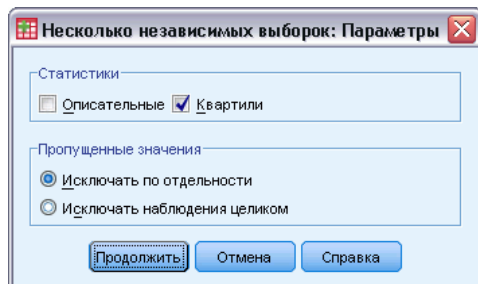 Несколько независимых выборок: Параметры
Статистики
Описательные Квартили
Пропущенные значения
Исключать по отдельности
Исключать наблюдения целиком
Продолжить Отмена Справка